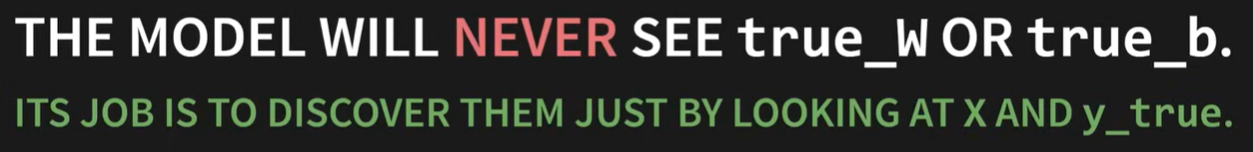 THE MODEL WILL NEVER SEE true_W OR true_b.
ITS JOB IS TO DISCOVER THEM JUST BY LOOKING AT X AND y_true.